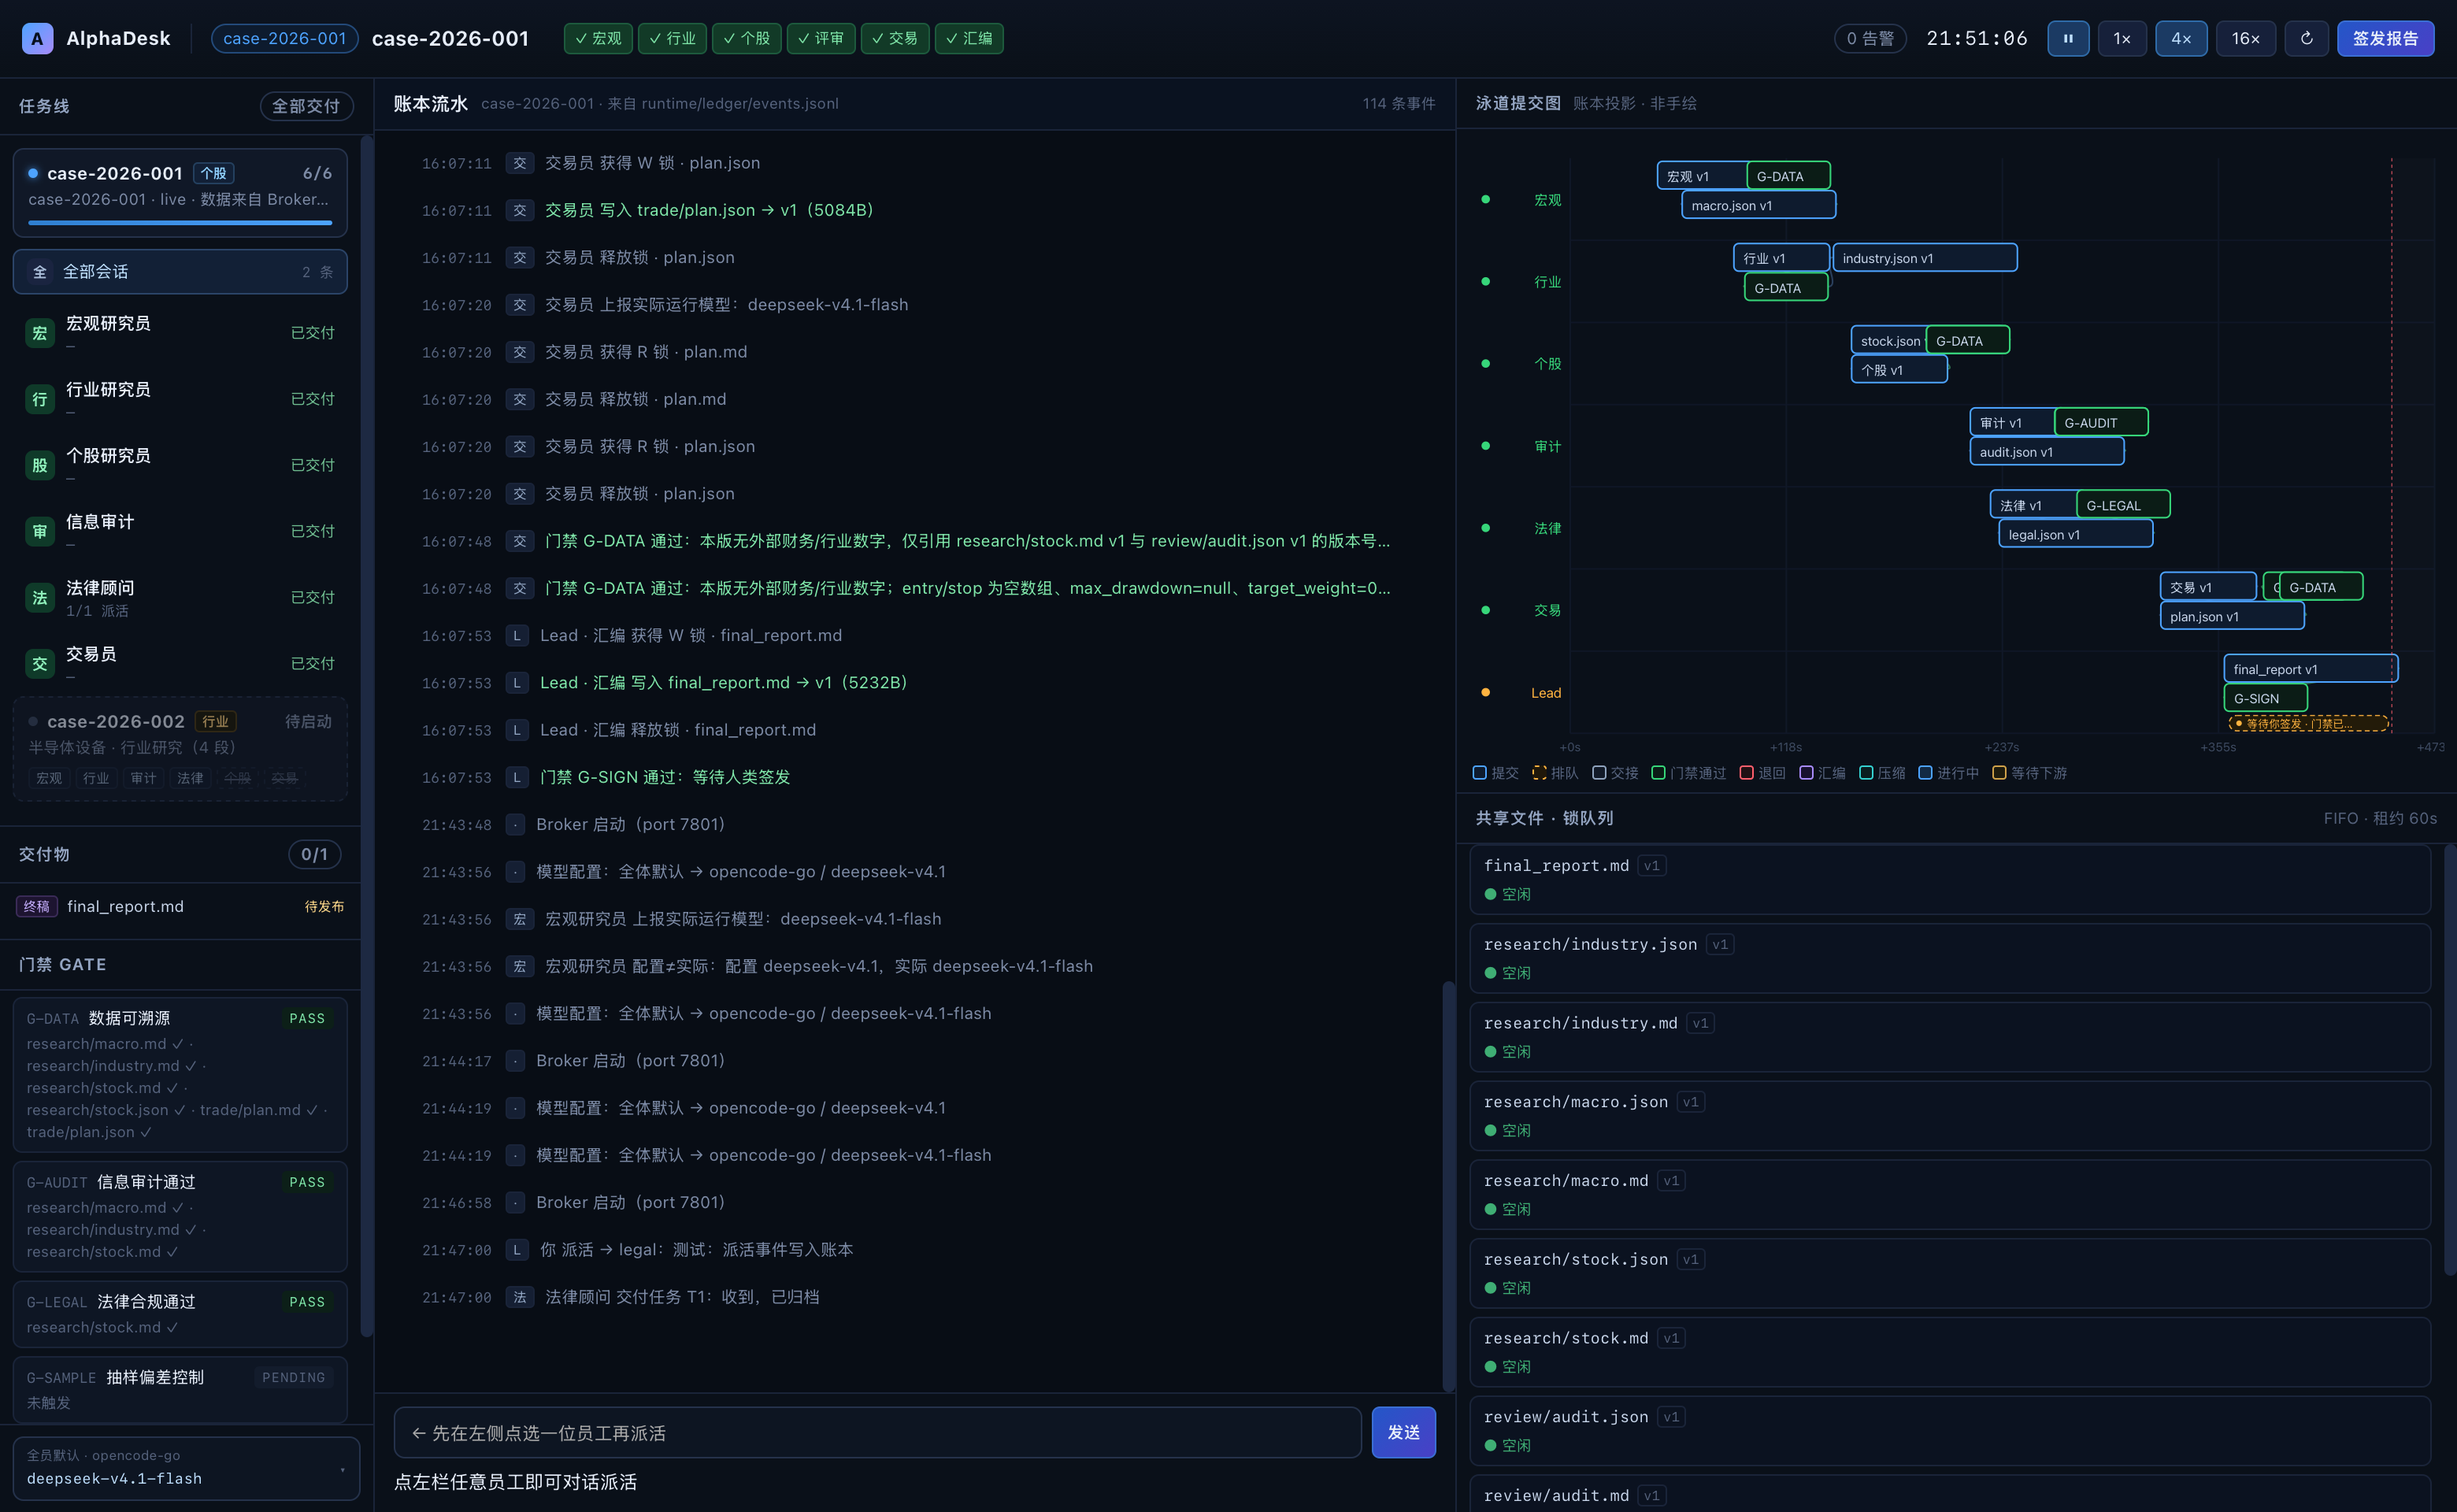 A AlphaDesk case-2026-001 case-2026-001 ✓ 宏观 ✓ 行业 ✓ 个股 ✓ 评审 ✓ 交易 ✓ 汇编 0 告警 21:51:06 1× 4× 16× ↻ 签发报告
任务线 全部交付
case-2026-001 个股 6/6
case-2026-001 · live · 数据来自 Broker...
全 全部会话 2 条
宏 宏观研究员 已交付
—
行 行业研究员 已交付
—
股 个股研究员 已交付
—
审 信息审计 已交付
—
法 法律顾问 已交付
1/1 派活
交 交易员 已交付
—
case-2026-002 行业 待启动
半导体设备 · 行业研究（4 段）
宏观 行业 审计 法律 个股 交易
交付物 0/1
终稿 final_report.md 待发布
门禁 GATE
G-DATA 数据可溯源 PASS
research/macro.md ✓ ·
research/industry.md ✓ ·
research/stock.md ✓ ·
research/stock.json ✓ · trade/plan.md ✓ ·
trade/plan.json ✓
G-AUDIT 信息审计通过 PASS
research/macro.md ✓ ·
research/industry.md ✓ ·
research/stock.md ✓
G-LEGAL 法律合规通过 PASS
research/stock.md ✓
G-SAMPLE 抽样偏差控制 PENDING
未触发
全员默认 · opencode-go
deepseek-v4.1-flash
账本流水 case-2026-001 · 来自 runtime/ledger/events.jsonl 114 条事件
16:07:11 交 交易员 获得 W 锁 · plan.json
16:07:11 交 交易员 写入 trade/plan.json → v1（5084B）
16:07:11 交 交易员 释放锁 · plan.json
16:07:20 交 交易员 上报实际运行模型：deepseek-v4.1-flash
16:07:20 交 交易员 获得 R 锁 · plan.md
16:07:20 交 交易员 释放锁 · plan.md
16:07:20 交 交易员 获得 R 锁 · plan.json
16:07:20 交 交易员 释放锁 · plan.json
16:07:48 交 门禁 G-DATA 通过：本版无外部财务/行业数字，仅引用 research/stock.md v1 与 review/audit.json v1 的版本号...
16:07:48 交 门禁 G-DATA 通过：本版无外部财务/行业数字；entry/stop 为空数组、max_drawdown=null、target_weight=0...
16:07:53 L Lead · 汇编 获得 W 锁 · final_report.md
16:07:53 L Lead · 汇编 写入 final_report.md → v1（5232B）
16:07:53 L Lead · 汇编 释放锁 · final_report.md
16:07:53 L 门禁 G-SIGN 通过：等待人类签发
21:43:48 · Broker 启动（port 7801）
21:43:56 · 模型配置：全体默认 → opencode-go / deepseek-v4.1
21:43:56 宏 宏观研究员 上报实际运行模型：deepseek-v4.1-flash
21:43:56 宏 宏观研究员 配置≠实际：配置 deepseek-v4.1，实际 deepseek-v4.1-flash
21:43:56 · 模型配置：全体默认 → opencode-go / deepseek-v4.1-flash
21:44:17 · Broker 启动（port 7801）
21:44:19 · 模型配置：全体默认 → opencode-go / deepseek-v4.1
21:44:19 · 模型配置：全体默认 → opencode-go / deepseek-v4.1-flash
21:46:58 · Broker 启动（port 7801）
21:47:00 L 你 派活 → legal：测试：派活事件写入账本
21:47:00 法 法律顾问 交付任务 T1：收到，已归档
← 先在左侧点选一位员工再派活 发送
点左栏任意员工即可对话派活
泳道提交图 账本投影 · 非手绘
宏观 宏观 v1 G-DATA
macro.json v1
行业 行业 v1 industry.json v1
G-DATA
个股 stock.json G-DATA
个股 v1
审计 审计 v1 G-AUDIT
audit.json v1
法律 法律 v1 G-LEGAL
legal.json v1
交易 交易 v1 G-DATA
plan.json v1
Lead final_report v1
G-SIGN
等待你签发 · 门禁已...
+0s +118s +237s +355s +473
提交 排队 交接 门禁通过 退回 汇编 压缩 进行中 等待下游
共享文件 · 锁队列 FIFO · 租约 60s
final_report.md v1
空闲
research/industry.json v1
空闲
research/industry.md v1
空闲
research/macro.json v1
空闲
research/macro.md v1
空闲
research/stock.json v1
空闲
research/stock.md v1
空闲
review/audit.json v1
空闲
review/audit.md v1